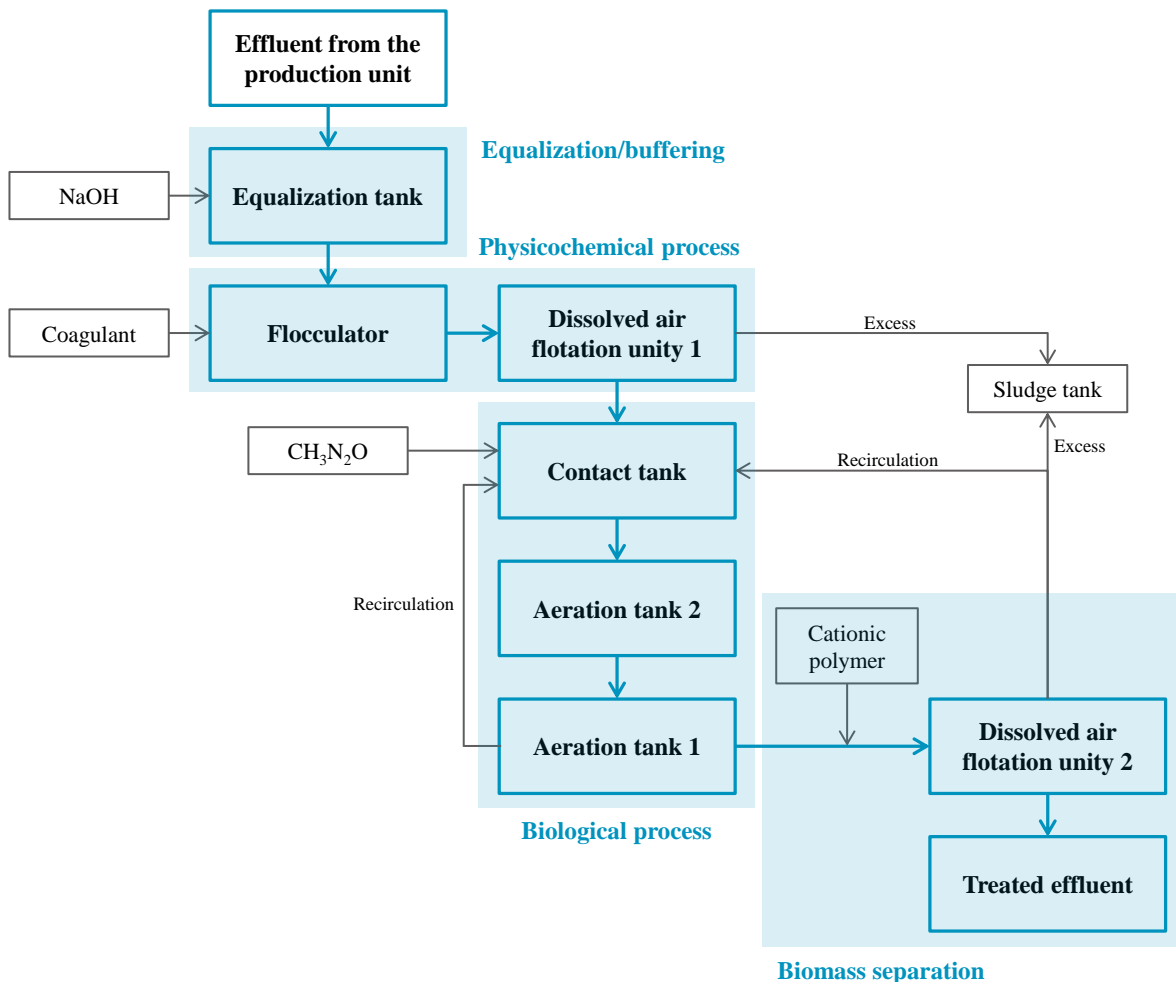 Effluent from the
production unit
Equalization/buffering
NaOH
Equalization tank
Physicochemical process
Coagulant
Flocculator
Dissolved air
flotation unity 1
Excess
Sludge tank
CH₃N₂O
Contact tank
Recirculation
Excess
Recirculation
Aeration tank 2
Cationic
polymer
Aeration tank 1
Dissolved air
flotation unity 2
Biological process
Treated effluent
Biomass separation